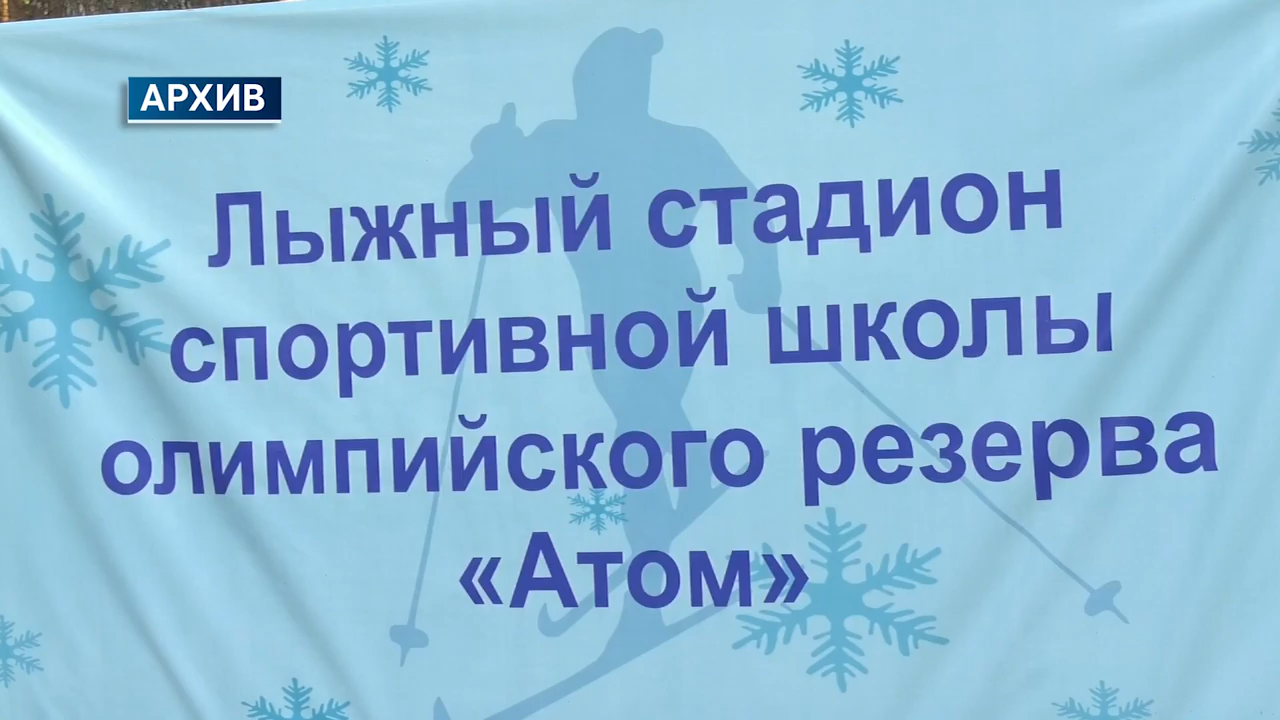 АРХИВ
Лыжный стадион
спортивной школы
олимпийского резерва
«Атом»